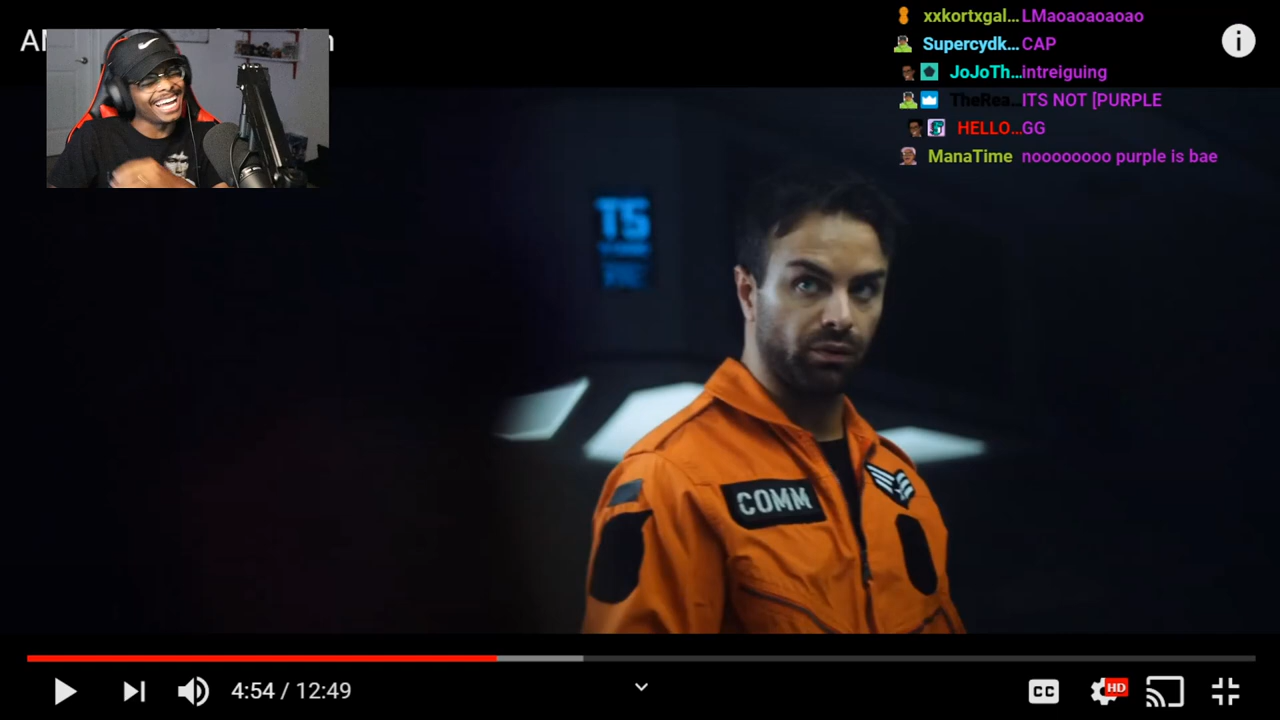 xxkortxgal... LMaoaoaoaoao
Supercydk... CAP
JoJoTh... intreiguing
TheRea... ITS NOT [PURPLE
HELLO... GG
ManaTime noooooooo purple is bae
TS
COMM
4:54 / 12:49
CC
HD